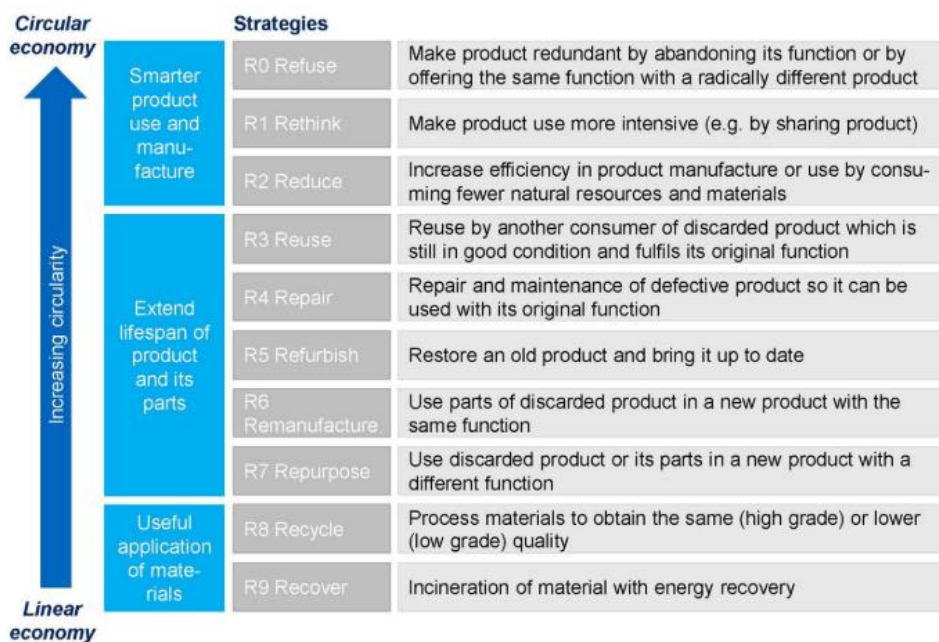 Circular
economy
Strategies
Increasing circularity
Linear
economy
Smarter
product
use and
manu-
facture
R0 Refuse
Make product redundant by abandoning its function or by
offering the same function with a radically different product
R1 Rethink
Make product use more intensive (e.g. by sharing product)
R2 Reduce
Increase efficiency in product manufacture or use by consu-
ming fewer natural resources and materials
Extend
lifespan of
product
and its
parts
R3 Reuse
Reuse by another consumer of discarded product which is
still in good condition and fulfils its original function
R4 Repair
Repair and maintenance of defective product so it can be
used with its original function
R5 Refurbish
Restore an old product and bring it up to date
R6
Remanufacture
Use parts of discarded product in a new product with the
same function
R7 Repurpose
Use discarded product or its parts in a new product with a
different function
Useful
application
of mate-
rials
R8 Recycle
Process materials to obtain the same (high grade) or lower
(low grade) quality
R9 Recover
Incineration of material with energy recovery